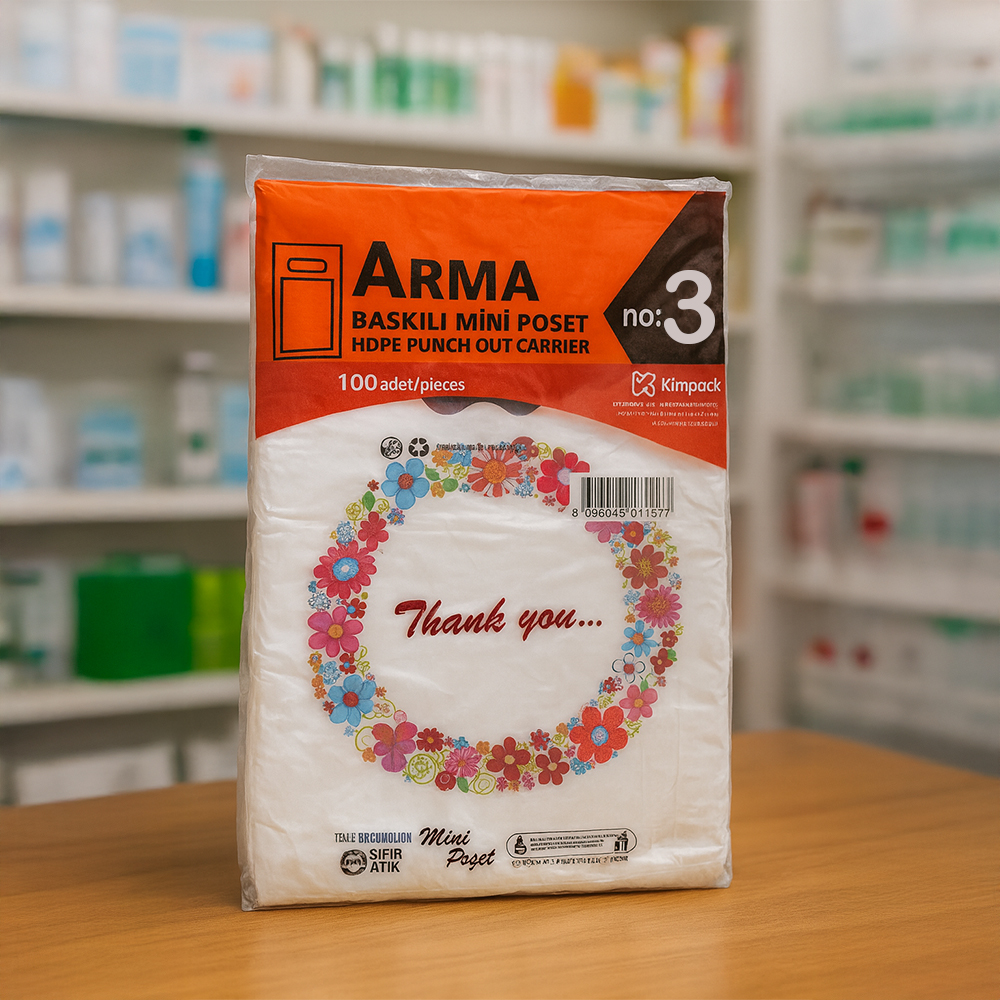 ARMA
BASKILI MİNİ POSET
HDPE PUNCH OUT CARRIER
no:3
100 adet/pieces
Kimpack
8 096045 011577
Thank you...
Mini
Poşet
SIFIR
ATIK